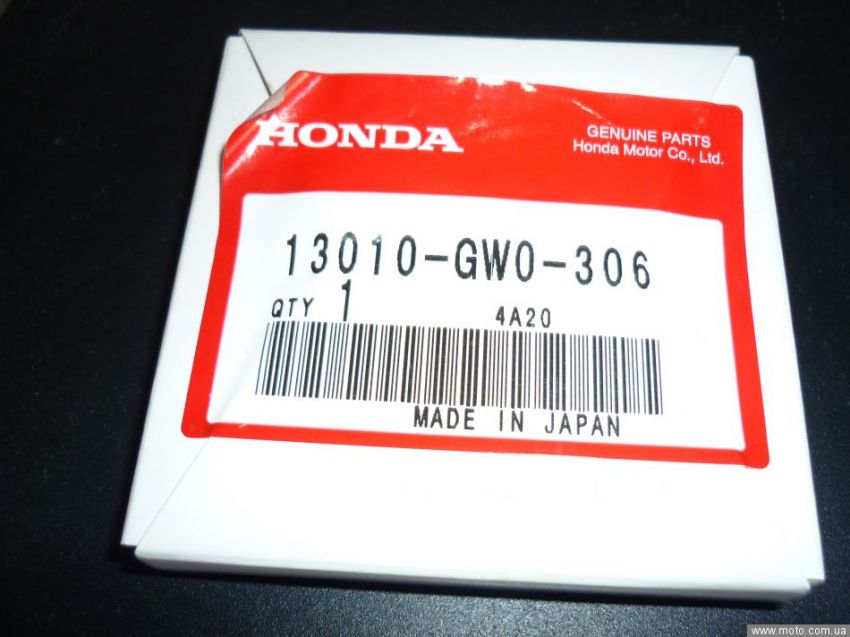 HONDA
GENUINE PARTS
Honda Motor Co., Ltd.
13010-GW0-306
QTY 1 4A20
MADE IN JAPAN
www.moto.com.ua